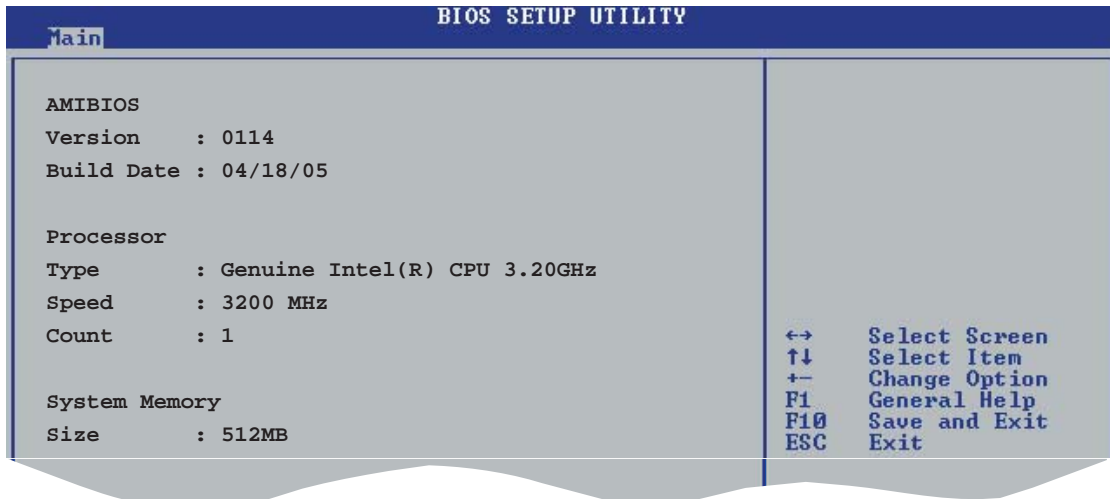 BIOS SETUP UTILITY
Main
AMIBIOS
Version : 0114
Build Date : 04/18/05
Processor
Type : Genuine Intel(R) CPU 3.20GHz
Speed : 3200 MHz
Count : 1
System Memory
Size : 512MB
←→ Select Screen
↑↓ Select Item
+- Change Option
F1 General Help
F10 Save and Exit
ESC Exit